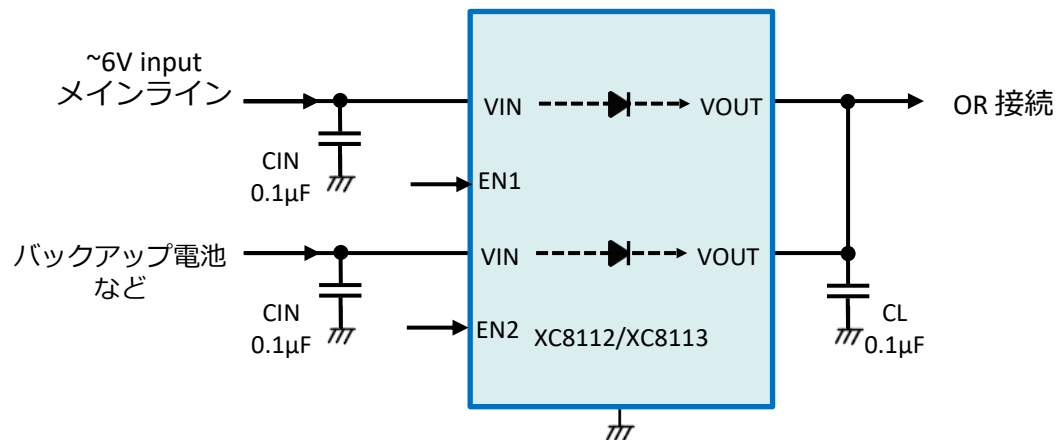 ~6V input
メインライン
VIN
VOUT
OR 接続
CIN
0.1µF
EN1
バックアップ電池
など
VIN
VOUT
CIN
0.1µF
EN2
XC8112/XC8113
CL
0.1µF